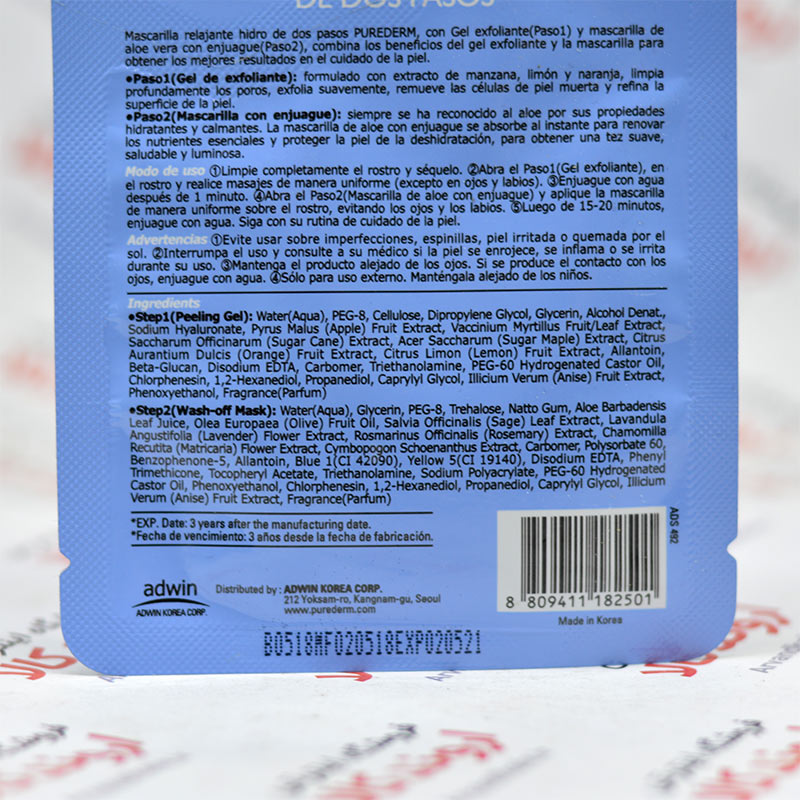 DE DOS PASOS
Mascarilla relajante hidro de dos pasos PUREDERM, con Gel exfoliante(Paso1) y mascarilla de
aloe vera con enjuague(Paso2), combina los beneficios del gel exfoliante y la mascarilla para
obtener los mejores resultados en el cuidado de la piel.
●Paso1(Gel de exfoliante): formulado con extracto de manzana, limón y naranja, limpia
profundamente los poros, exfolia suavemente, remueve las células de piel muerta y refina la
superficie de la piel.
●Paso2(Mascarilla con enjuague): siempre se ha reconocido al aloe por sus propiedades
hidratantes y calmantes. La mascarilla de aloe con enjuague se absorbe al instante para renovar
los nutrientes esenciales y proteger la piel de la deshidratación, para obtener una tez suave,
saludable y luminosa.
Modo de uso ①Limpie completamente el rostro y séquelo. ②Abra el Paso1(Gel exfoliante), en
el rostro y realice masajes de manera uniforme (excepto en ojos y labios). ③Enjuague con agua
después de 1 minuto. ④Abra el Paso2(Mascarilla de aloe con enjuague) y aplique la mascarilla
de manera uniforme sobre el rostro, evitando los ojos y los labios. ⑤Luego de 15-20 minutos,
enjuague con agua. Siga con su rutina de cuidado de la piel.
Advertencias ①Evite usar sobre imperfecciones, espinillas, piel irritada o quemada por el
sol. ②Interrumpa el uso y consulte a su médico si la piel se enrojece, se inflama o se irrita
durante su uso. ③Mantenga el producto alejado de los ojos. Si se produce el contacto con los
ojos, enjuague con agua. ④Sólo para uso externo. Manténgala alejado de los niños.
Ingredients
●Step1(Peeling Gel): Water(Aqua), PEG-8, Cellulose, Dipropylene Glycol, Glycerin, Alcohol Denat.,
Sodium Hyaluronate, Pyrus Malus (Apple) Fruit Extract, Vaccinium Myrtillus Fruit/Leaf Extract,
Saccharum Officinarum (Sugar Cane) Extract, Acer Saccharum (Sugar Maple) Extract, Citrus
Aurantium Dulcis (Orange) Fruit Extract, Citrus Limon (Lemon) Fruit Extract, Allantoin,
Beta-Glucan, Disodium EDTA, Carbomer, Triethanolamine, PEG-60 Hydrogenated Castor Oil,
Chlorphenesin, 1,2-Hexanediol, Propanediol, Caprylyl Glycol, Illicium Verum (Anise) Fruit Extract,
Phenoxyethanol, Fragrance(Parfum)
●Step2(Wash-off Mask): Water(Aqua), Glycerin, PEG-8, Trehalose, Natto Gum, Aloe Barbadensis
Leaf Juice, Olea Europaea (Olive) Fruit Oil, Salvia Officinalis (Sage) Leaf Extract, Lavandula
Angustifolia (Lavender) Flower Extract, Rosmarinus Officinalis (Rosemary) Extract, Chamomilla
Recutita (Matricaria) Flower Extract, Cymbopogon Schoenanthus Extract, Carbomer, Polysorbate 60,
Benzophenone-5, Allantoin, Blue 1(CI 42090), Yellow 5(CI 19140), Disodium EDTA, Phenyl
Trimethicone, Tocopheryl Acetate, Triethanolamine, Sodium Polyacrylate, PEG-60 Hydrogenated
Castor Oil, Phenoxyethanol, Chlorphenesin, 1,2-Hexanediol, Propanediol, Caprylyl Glycol, Illicium
Verum (Anise) Fruit Extract, Fragrance(Parfum)
*EXP. Date: 3 years after the manufacturing date.
*Fecha de vencimiento: 3 años desde la fecha de fabricación.
ADS 492
adwin
ADWIN KOREA CORP.
Distributed by : ADWIN KOREA CORP.
212 Yoksam-ro, Kangnam-gu, Seoul
www.purederm.com
8 809411 182501
Made in Korea
B0518MF020518EXP020521